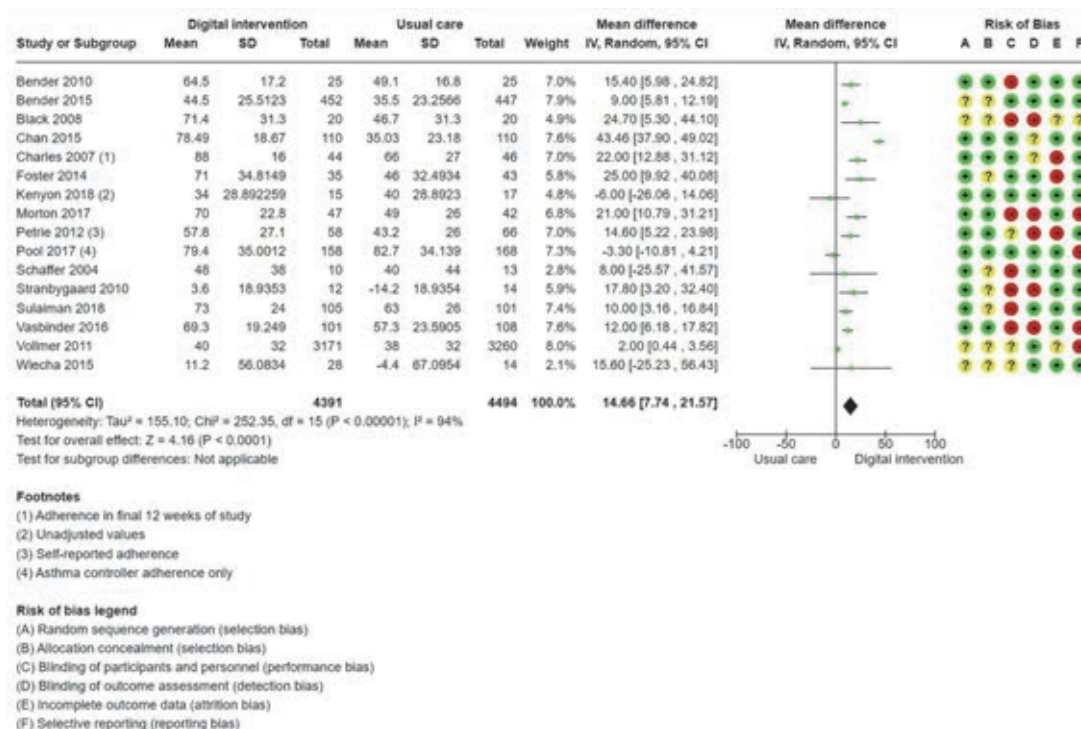 Digital intervention Usual care Mean difference Mean difference Risk of Bias
Study or Subgroup Mean SD Total Mean SD Total Weight IV, Random, 95% CI IV, Random, 95% CI A B C D E F
Bender 2010 64.5 17.2 25 49.1 16.8 25 7.0% 15.40 [5.98 , 24.82] + + - + + +
Bender 2015 44.5 25.5123 452 35.5 23.2566 447 7.9% 9.00 [5.81 , 12.19] ? ? + + + +
Black 2008 71.4 31.3 20 46.7 31.3 20 4.9% 24.70 [5.30 , 44.10] ? ? - - ? ?
Chan 2015 78.49 18.67 110 35.03 23.18 110 7.6% 43.46 [37.90 , 49.02] + + + ? + +
Charles 2007 (1) 88 16 44 66 27 46 7.0% 22.00 [12.88 , 31.12] + + + ? - +
Foster 2014 71 34.8149 35 46 32.4934 43 5.8% 25.00 [9.92 , 40.08] + ? + + - +
Kenyon 2018 (2) 34 28.892259 15 40 28.8923 17 4.8% -6.00 [-26.06 , 14.06] + + + + + +
Morton 2017 70 22.8 47 49 26 42 6.8% 21.00 [10.79 , 31.21] + + - - + -
Petrie 2012 (3) 57.8 27.1 58 43.2 26 66 7.0% 14.60 [5.22 , 23.98] + + ? - - +
Pool 2017 (4) 79.4 35.0012 158 82.7 34.139 168 7.3% -3.30 [-10.81 , 4.21] + + + + + -
Schaffer 2004 48 38 10 40 44 13 2.8% 8.00 [-25.57 , 41.57] + ? - + + +
Stranbygaard 2010 3.6 18.9353 12 -14.2 18.9354 14 5.9% 17.80 [3.20 , 32.40] + ? - - + +
Sulaiman 2018 73 24 105 63 26 101 7.4% 10.00 [3.16 , 16.84] + ? - + + +
Vasbinder 2016 69.3 19.249 101 57.3 23.5905 108 7.6% 12.00 [6.18 , 17.82] + + - - + -
Vollmer 2011 40 32 3171 38 32 3260 8.0% 2.00 [0.44 , 3.56] ? ? ? + ? -
Wiecha 2015 11.2 56.0834 28 -4.4 67.0954 14 2.1% 15.60 [-25.23 , 56.43] ? ? ? + + +
Total (95% CI) 4391 4494 100.0% 14.66 [7.74 , 21.57]
Heterogeneity: Tau² = 155.10; Chi² = 252.35, df = 15 (P < 0.00001); I² = 94%
Test for overall effect: Z = 4.16 (P < 0.0001)
Test for subgroup differences: Not applicable
-100 -50 0 50 100
Usual care Digital intervention
Footnotes
(1) Adherence in final 12 weeks of study
(2) Unadjusted values
(3) Self-reported adherence
(4) Asthma controller adherence only
Risk of bias legend
(A) Random sequence generation (selection bias)
(B) Allocation concealment (selection bias)
(C) Blinding of participants and personnel (performance bias)
(D) Blinding of outcome assessment (detection bias)
(E) Incomplete outcome data (attrition bias)
(F) Selective reporting (reporting bias)